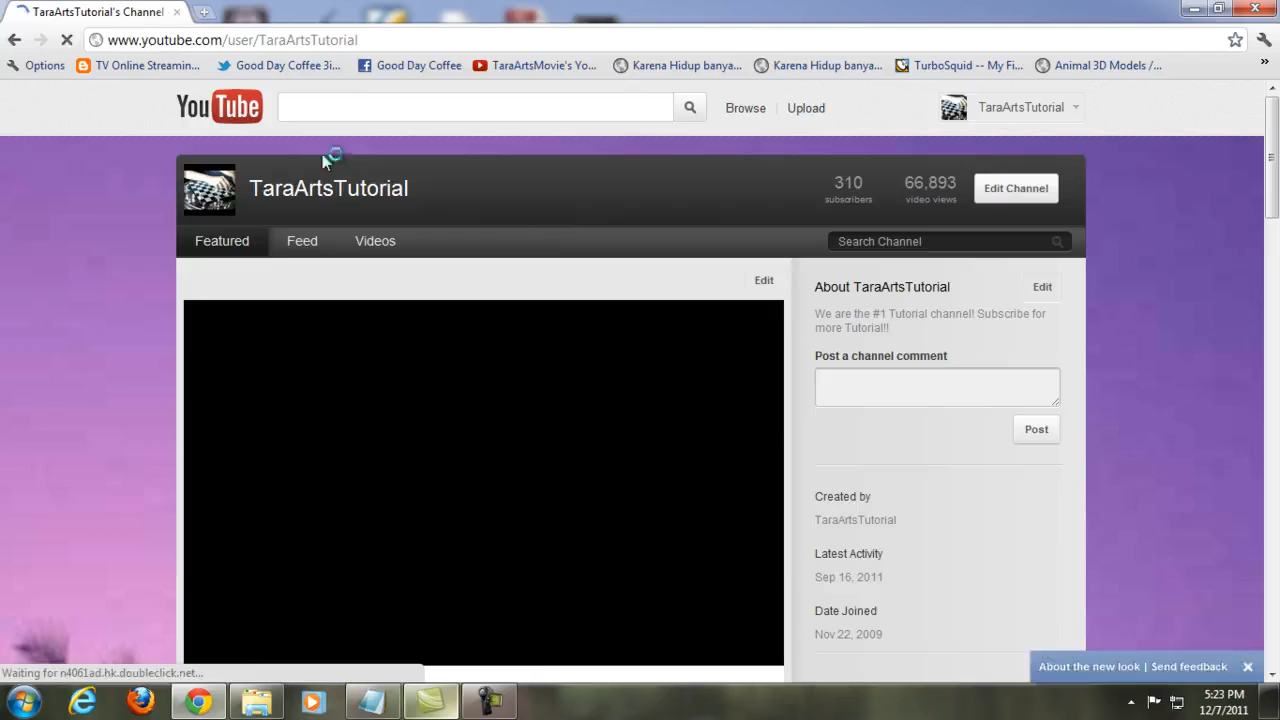 TaraArtsTutorial's Channel
www.youtube.com/user/TaraArtsTutorial
Options
TV Online Streamin...
Good Day Coffee 3i...
Good Day Coffee
TaraArtsMovie's Yo...
Karena Hidup banya...
Karena Hidup banya...
TurboSquid -- My Fi...
Animal 3D Models /...
»
YouTube
Browse
Upload
TaraArtsTutorial
TaraArtsTutorial
310
subscribers
66,893
video views
Edit Channel
Featured
Feed
Videos
Search Channel
Edit
About TaraArtsTutorial
Edit
We are the #1 Tutorial channel! Subscribe for
more Tutorial!!
Post a channel comment
Post
Created by
TaraArtsTutorial
Latest Activity
Sep 16, 2011
Date Joined
Nov 22, 2009
About the new look | Send feedback
Waiting for n4061ad.hk.doubleclick.net...
5:23 PM
12/7/2011